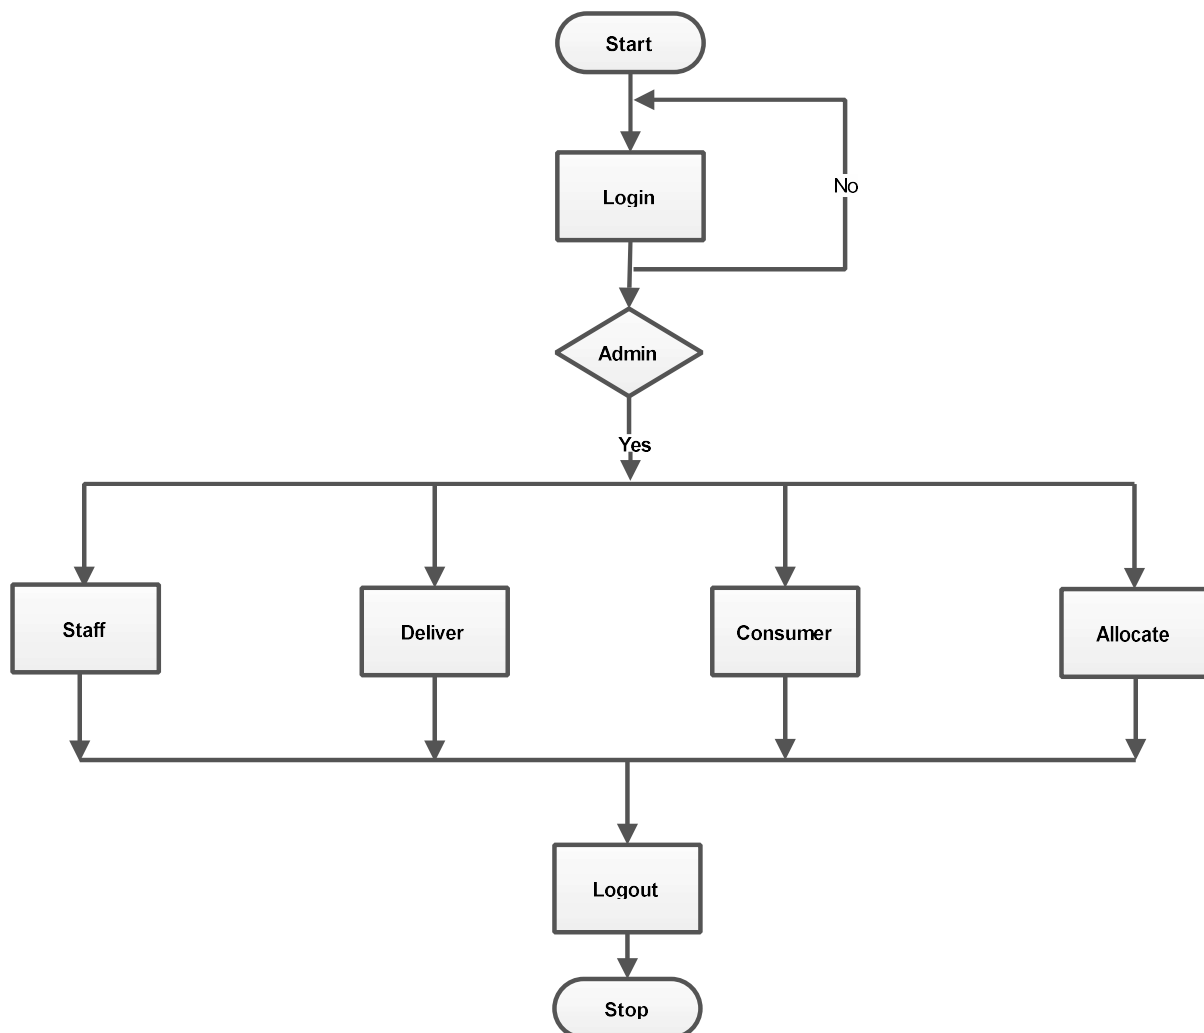 Start
Login
No
Admin
Yes
Staff
Deliver
Consumer
Allocate
Logout
Stop